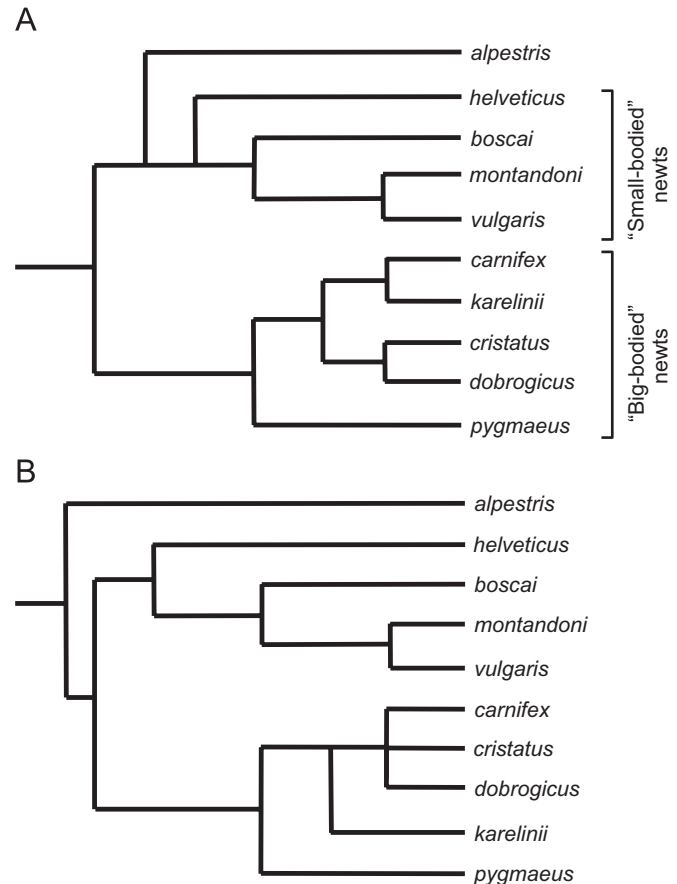 A
alpestris
helveticus
boscai
montandoni
vulgaris
"Small-bodied"
newts
carnifex
karelinii
cristatus
dobrogicus
pygmaeus
"Big-bodied"
newts
B
alpestris
helveticus
boscai
montandoni
vulgaris
carnifex
cristatus
dobrogicus
karelinii
pygmaeus